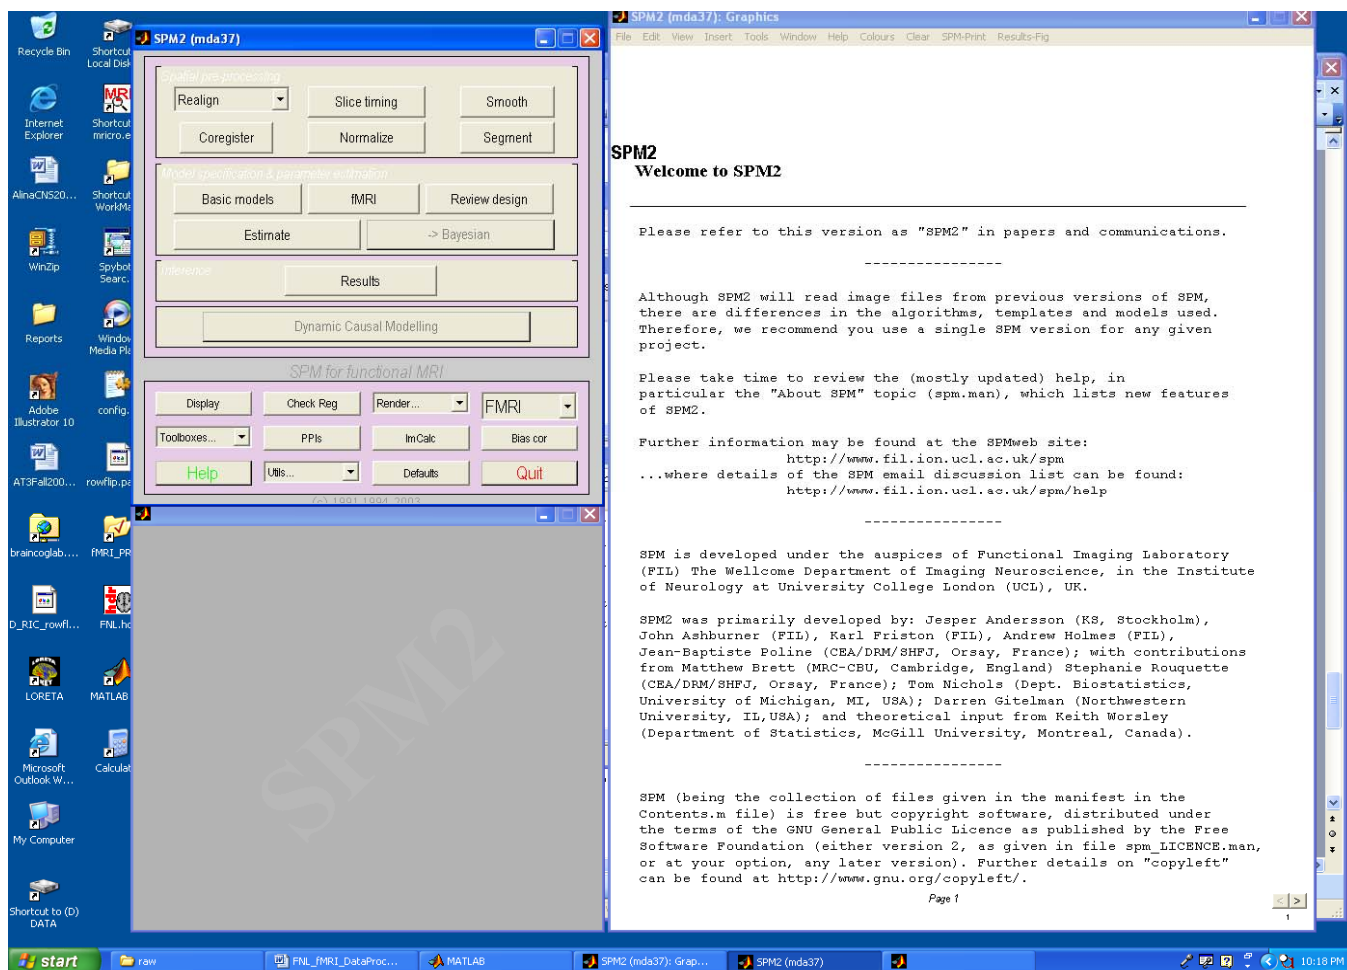 Recycle Bin
Shortcut
Local Disk
Internet
Explorer
Shortcut
mricro.e
AlinaCNS20...
Shortcut
WorkMa
WinZip
Spybot
Searc.
Reports
Window
Media Pla
Adobe
Illustrator 10
config.
AT3Fall200...
rowflip.pa
braincoglab....
fMRI_PR
D_RIC_rowfl...
FNL.hd
LORETA
MATLAB
Microsoft
Outlook W...
Calculat
My Computer
Shortcut to (D)
DATA
SPM2 (mda37)
Spatial pre-processing
Realign
Slice timing
Smooth
Coregister
Normalize
Segment
Model specification & parameter estimation
Basic models
fMRI
Review design
Estimate
-> Bayesian
Inference
Results
Dynamic Causal Modelling
SPM for functional MRI
Display
Check Reg
Render...
FMRI
Toolboxes...
PPIs
ImCalc
Bias cor
Help
Utils...
Defaults
Quit
(c) 1991,1994-2003
SPM2
SPM2 (mda37): Graphics
File Edit View Insert Tools Window Help Colours Clear SPM-Print Results-Fig
SPM2
Welcome to SPM2
Please refer to this version as "SPM2" in papers and communications.
----------------
Although SPM2 will read image files from previous versions of SPM,
there are differences in the algorithms, templates and models used.
Therefore, we recommend you use a single SPM version for any given
project.
Please take time to review the (mostly updated) help, in
particular the "About SPM" topic (spm.man), which lists new features
of SPM2.
Further information may be found at the SPMweb site:
http://www.fil.ion.ucl.ac.uk/spm
...where details of the SPM email discussion list can be found:
http://www.fil.ion.ucl.ac.uk/spm/help
----------------
SPM is developed under the auspices of Functional Imaging Laboratory
(FIL) The Wellcome Department of Imaging Neuroscience, in the Institute
of Neurology at University College London (UCL), UK.
SPM2 was primarily developed by: Jesper Andersson (KS, Stockholm),
John Ashburner (FIL), Karl Friston (FIL), Andrew Holmes (FIL),
Jean-Baptiste Poline (CEA/DRM/SHFJ, Orsay, France); with contributions
from Matthew Brett (MRC-CBU, Cambridge, England) Stephanie Rouquette
(CEA/DRM/SHFJ, Orsay, France); Tom Nichols (Dept. Biostatistics,
University of Michigan, MI, USA); Darren Gitelman (Northwestern
University, IL,USA); and theoretical input from Keith Worsley
(Department of Statistics, McGill University, Montreal, Canada).
----------------
SPM (being the collection of files given in the manifest in the
Contents.m file) is free but copyright software, distributed under
the terms of the GNU General Public Licence as published by the Free
Software Foundation (either version 2, as given in file spm_LICENCE.man,
or at your option, any later version). Further details on "copyleft"
can be found at http://www.gnu.org/copyleft/.
Page 1
< >
1
start
raw
FNL_fMRI_DataProc...
MATLAB
SPM2 (mda37): Grap...
SPM2 (mda37)
10:18 PM